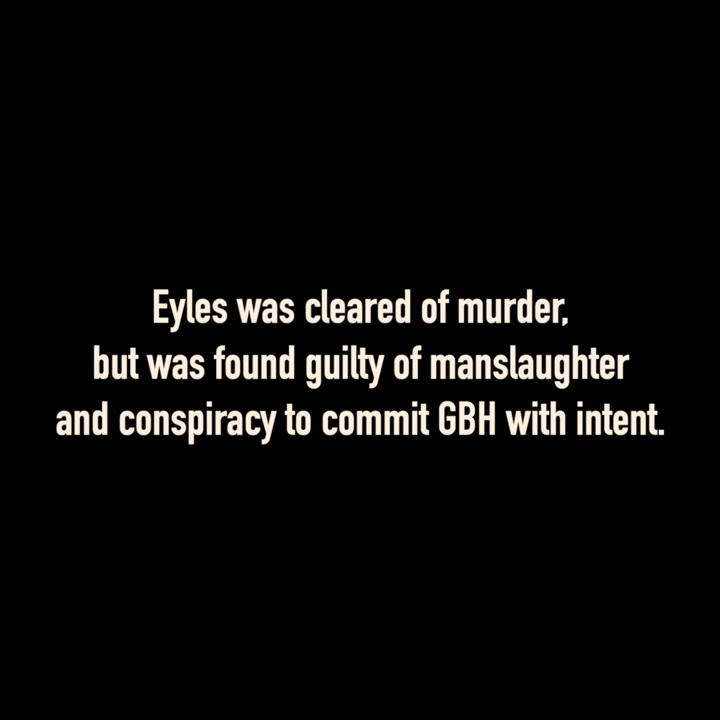 Eyles was cleared of murder,
but was found guilty of manslaughter
and conspiracy to commit GBH with intent.